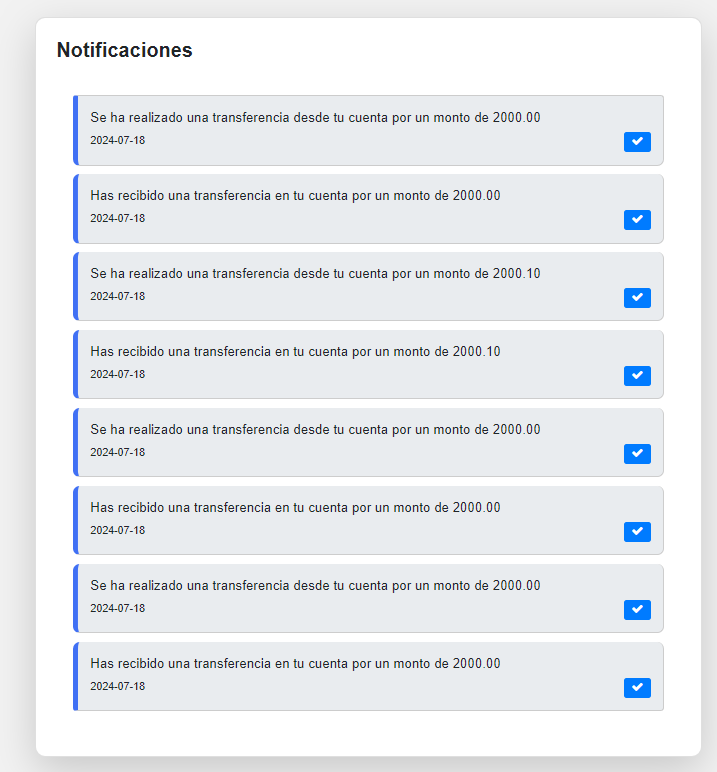 Notificaciones
Se ha realizado una transferencia desde tu cuenta por un monto de 2000.00
2024-07-18
Has recibido una transferencia en tu cuenta por un monto de 2000.00
2024-07-18
Se ha realizado una transferencia desde tu cuenta por un monto de 2000.10
2024-07-18
Has recibido una transferencia en tu cuenta por un monto de 2000.10
2024-07-18
Se ha realizado una transferencia desde tu cuenta por un monto de 2000.00
2024-07-18
Has recibido una transferencia en tu cuenta por un monto de 2000.00
2024-07-18
Se ha realizado una transferencia desde tu cuenta por un monto de 2000.00
2024-07-18
Has recibido una transferencia en tu cuenta por un monto de 2000.00
2024-07-18